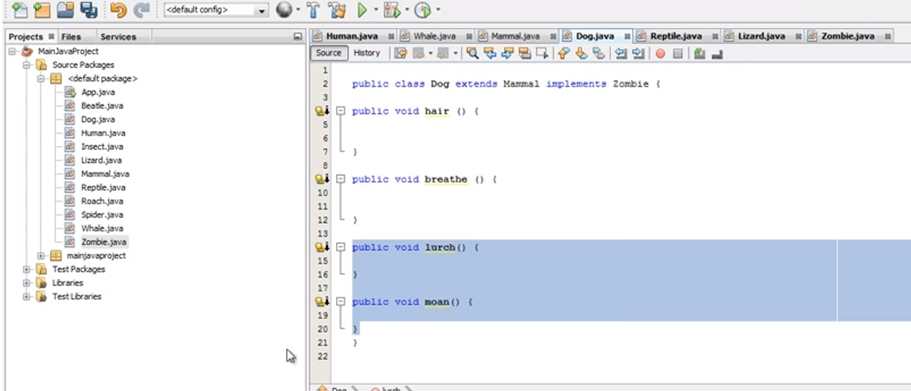 <default config>
Projects Files Services
Human.java Whale.java Mammal.java Dog.java Reptile.java Lizard.java Zombie.java
Source History
MainJavaProject
Source Packages
<default package>
App.java
Beatle.java
Dog.java
Human.java
Insect.java
Lizard.java
Mammal.java
Reptile.java
Roach.java
Spider.java
Whale.java
Zombie.java
mainjavaproject
Test Packages
Libraries
Test Libraries
1
2 public class Dog extends Mammal implements Zombie {
3
public void hair () {
5
6
7 }
8
public void breathe () {
10
11
12 }
13
public void lurch() {
15
16 }
17
public void moan() {
19
20 }
21 }
22
Dog lurch